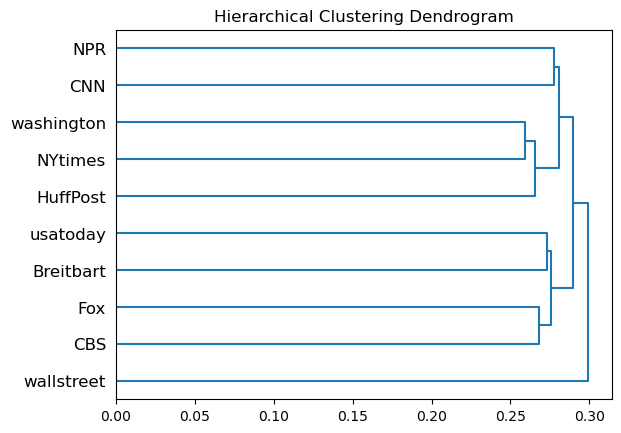 Hierarchical Clustering Dendrogram
NPR
CNN
washington
NYtimes
HuffPost
usatoday
Breitbart
Fox
CBS
wallstreet
0.00 0.05 0.10 0.15 0.20 0.25 0.30